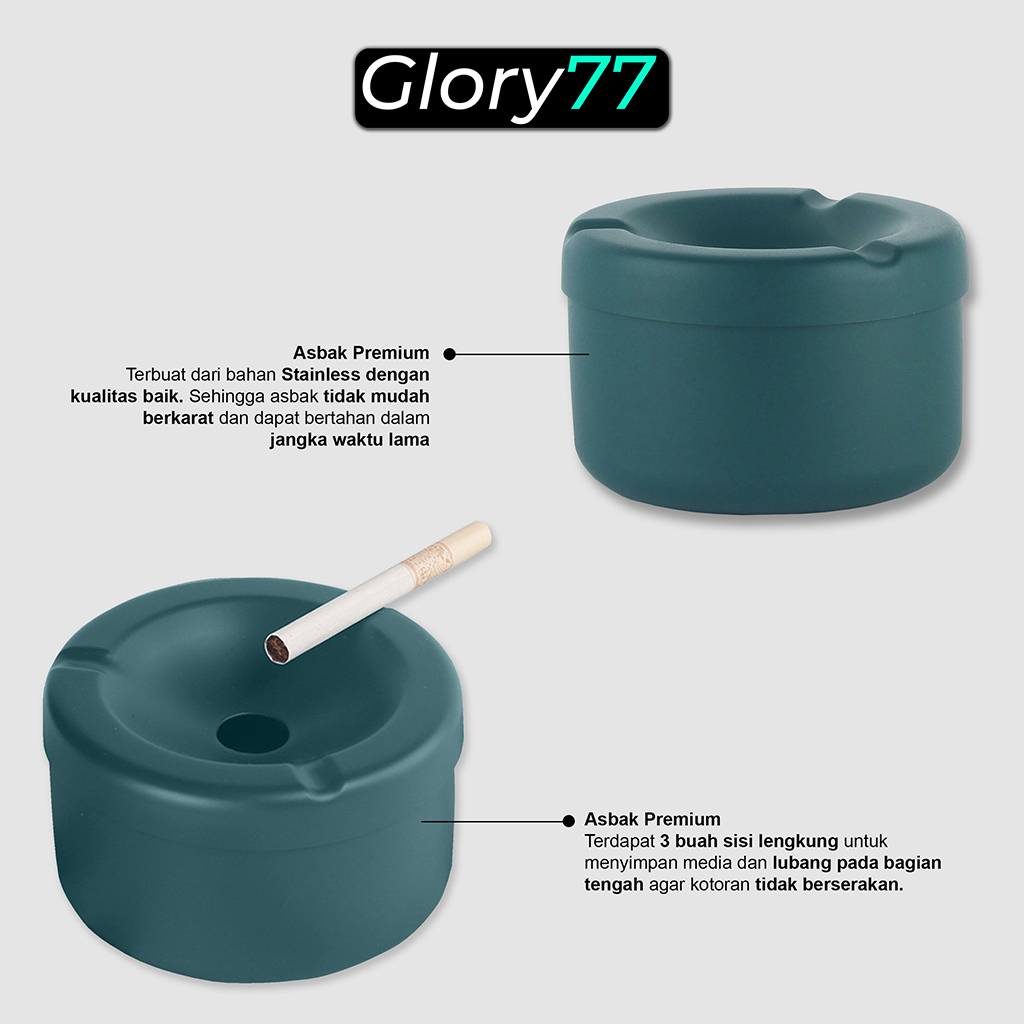 Glory77
Asbak Premium
Terbuat dari bahan Stainless dengan
kualitas baik. Sehingga asbak tidak mudah
berkarat dan dapat bertahan dalam
jangka waktu lama
Asbak Premium
Terdapat 3 buah sisi lengkung untuk
menyimpan media dan lubang pada bagian
tengah agar kotoran tidak berserakan.